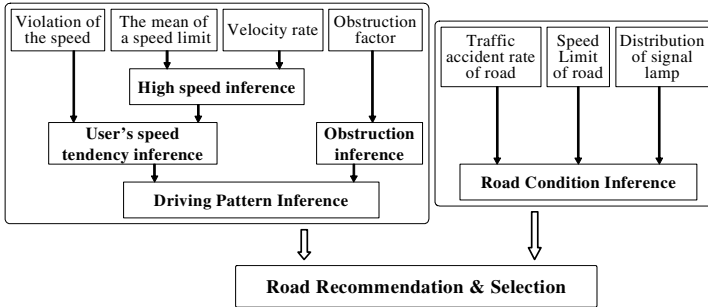 Violation of
the speed
The mean of
a speed limit
Velocity rate
Obstruction
factor
High speed inference
User's speed
tendency inference
Obstruction
inference
Driving Pattern Inference
Traffic
accident rate
of road
Speed
Limit
of road
Distribution
of signal
lamp
Road Condition Inference
Road Recommendation & Selection